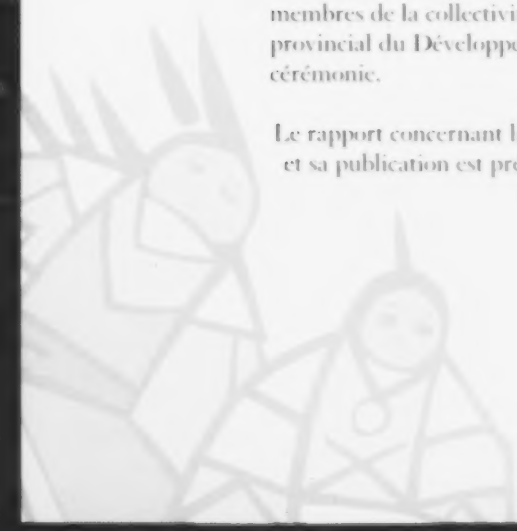 membres de la collectivi
provincial du Développe
cérémonie.
Le rapport concernant l
et sa publication est pr